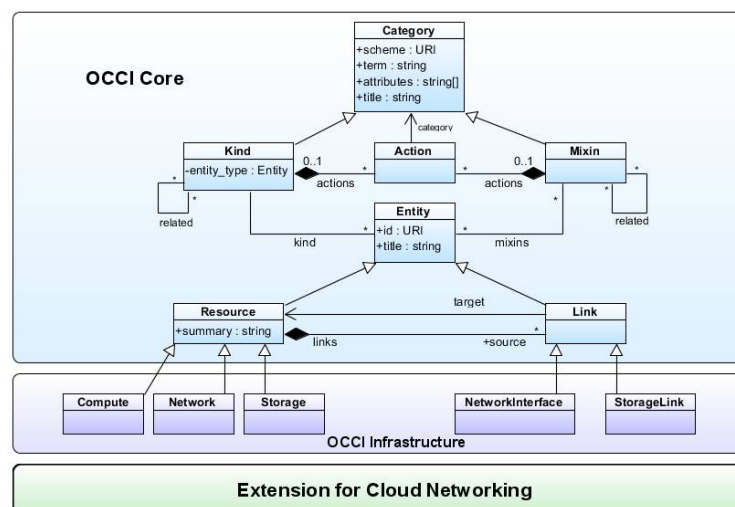 Category
+scheme : URI
+term : string
+attributes : string[]
+title : string
OCCI Core
category
Kind
-entity_type : Entity
0..1
*
actions
Action
*
0..1
actions
Mixin
*
*
related
*
*
related
Entity
+id : URI
+title : string
*
kind
*
mixins
*
Resource
+summary : string
target
links
*
+source
Link
Compute
Network
Storage
NetworkInterface
StorageLink
OCCI Infrastructure
Extension for Cloud Networking